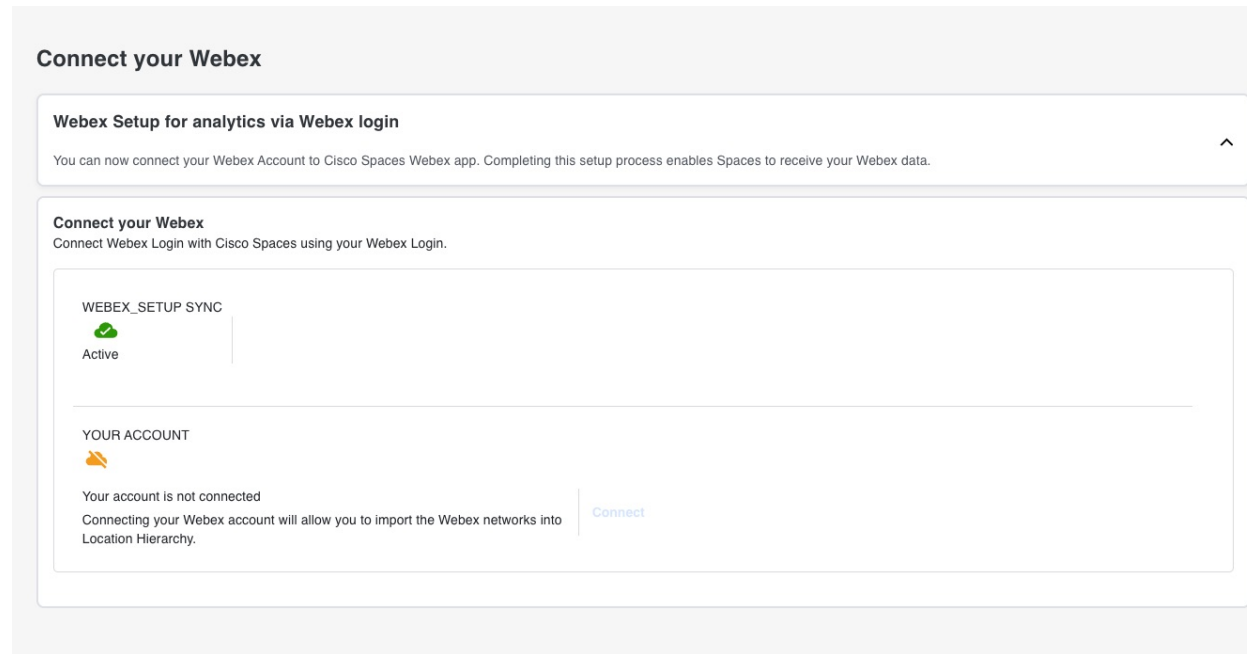 Connect your Webex
Webex Setup for analytics via Webex login
You can now connect your Webex Account to Cisco Spaces Webex app. Completing this setup process enables Spaces to receive your Webex data.
Connect your Webex
Connect Webex Login with Cisco Spaces using your Webex Login.
WEBEX_SETUP SYNC
Active
YOUR ACCOUNT
Your account is not connected
Connecting your Webex account will allow you to import the Webex networks into
Location Hierarchy.
Connect